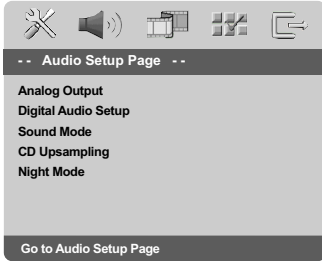 - - Audio Setup Page - -
Analog Output
Digital Audio Setup
Sound Mode
CD Upsampling
Night Mode
Go to Audio Setup Page